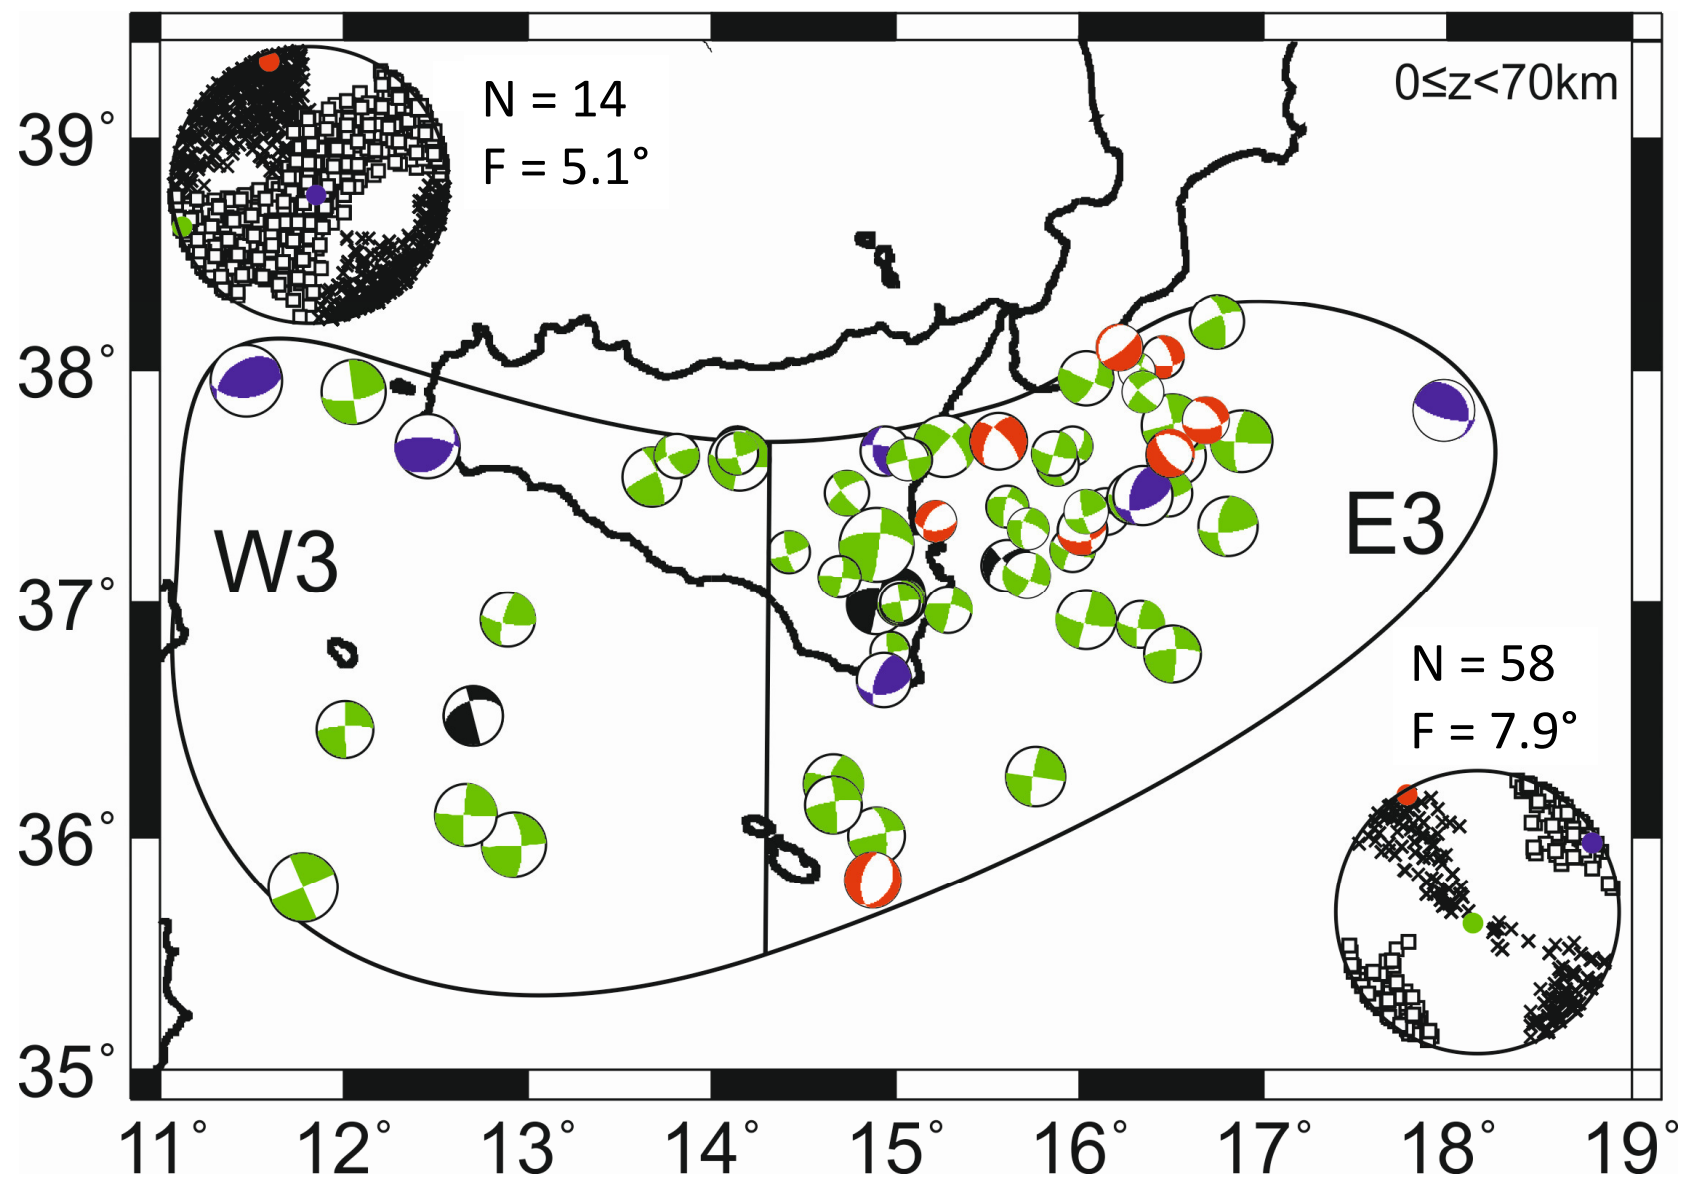 N = 14
F = 5.1°
0≤z<70km
39°
38°
37°
36°
35°
W3
E3
N = 58
F = 7.9°
11° 12° 13° 14° 15° 16° 17° 18° 19°